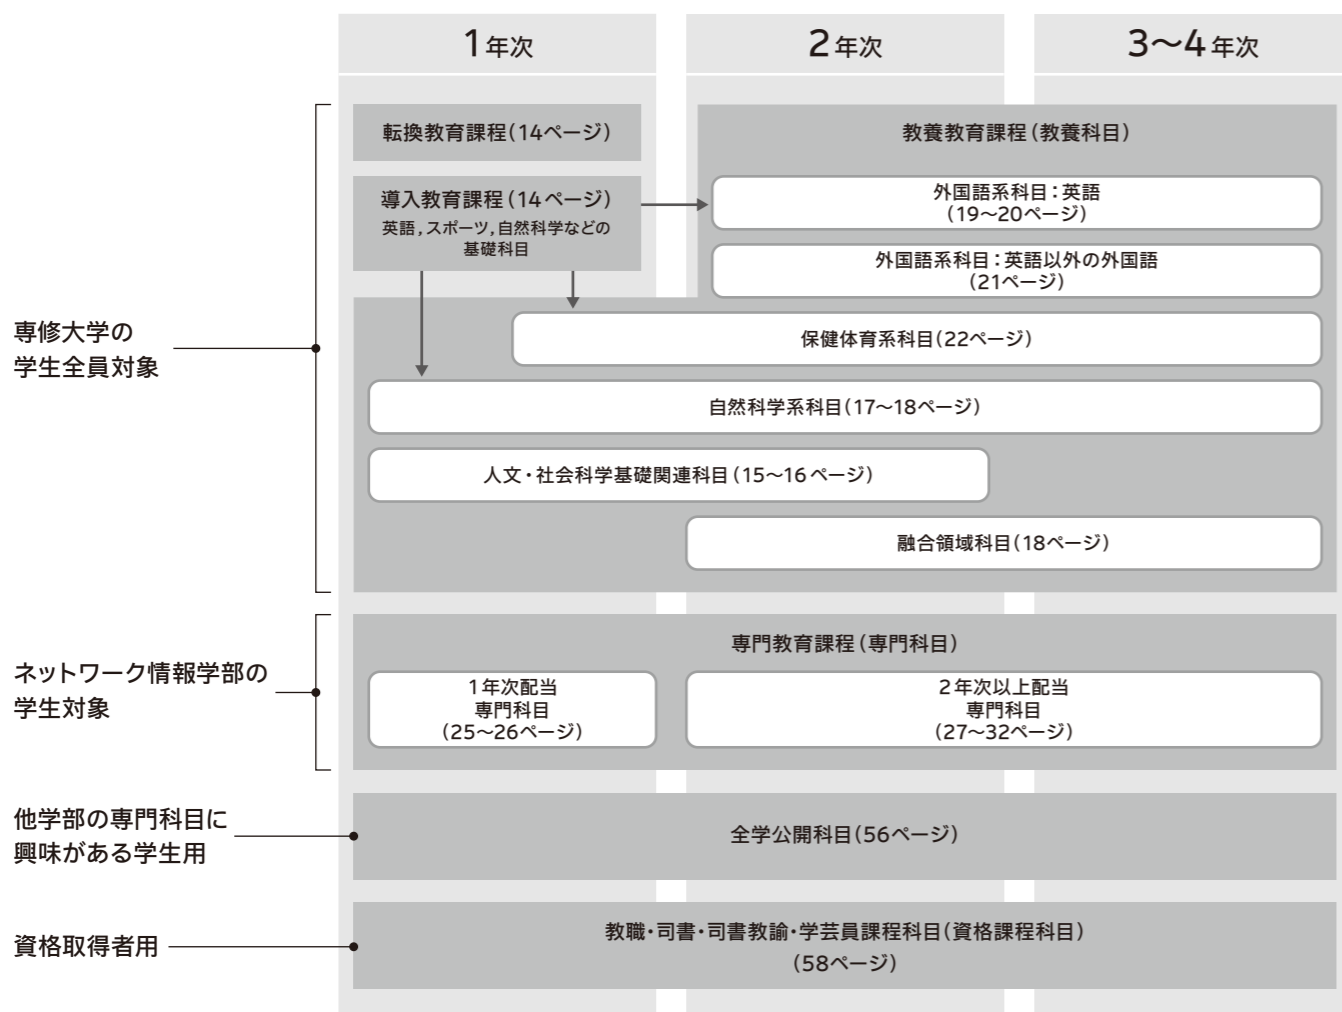 1年次
2年次
3〜4年次
専修大学の
学生全員対象
転換教育課程(14ページ)
導入教育課程(14ページ)
英語,スポーツ,自然科学などの
基礎科目
教養教育課程(教養科目)
外国語系科目:英語
(19〜20ページ)
外国語系科目:英語以外の外国語
(21ページ)
保健体育系科目(22ページ)
自然科学系科目(17〜18ページ)
人文・社会科学基礎関連科目(15〜16ページ)
融合領域科目(18ページ)
ネットワーク情報学部の
学生対象
専門教育課程(専門科目)
1年次配当
専門科目
(25〜26ページ)
2年次以上配当
専門科目
(27〜32ページ)
他学部の専門科目に
興味がある学生用
全学公開科目(56ページ)
資格取得者用
教職・司書・司書教諭・学芸員課程科目(資格課程科目)
(58ページ)